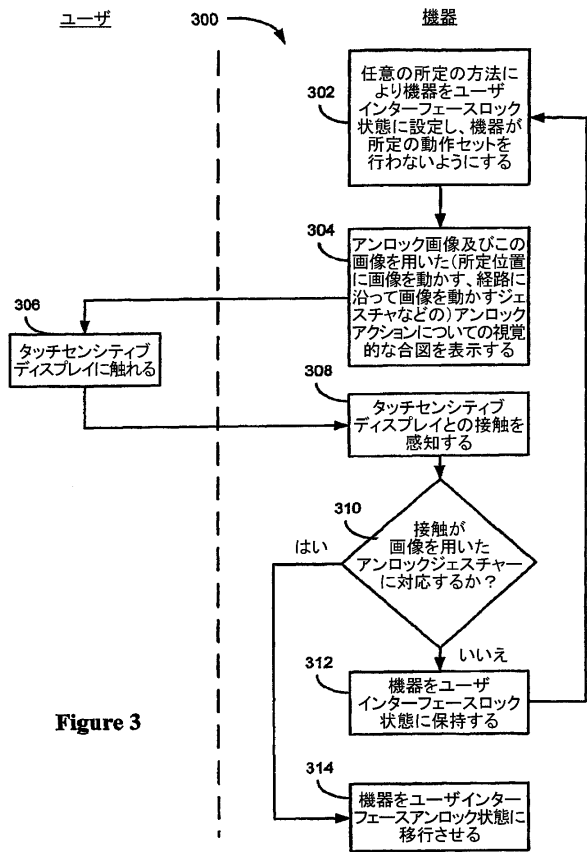 ユーザ
300
機器
302
任意の所定の方法に
より機器をユーザ
インターフェースロック
状態に設定し、機器が
所定の動作セットを
行わないようにする
304
アンロック画像及びこの
画像を用いた(所定位置
に画像を動かす、経路に
沿って画像を動かすジェ
スチャなどの)アンロック
アクションについての視覚
的な合図を表示する
306
タッチセンシティブ
ディスプレイに触れる
308
タッチセンシティブ
ディスプレイとの接触を
感知する
310
接触が
画像を用いた
アンロックジェスチャー
に対応するか?
はい
いいえ
312
機器をユーザ
インターフェースロック
状態に保持する
Figure 3
314
機器をユーザインター
フェースアンロック状態に
移行させる